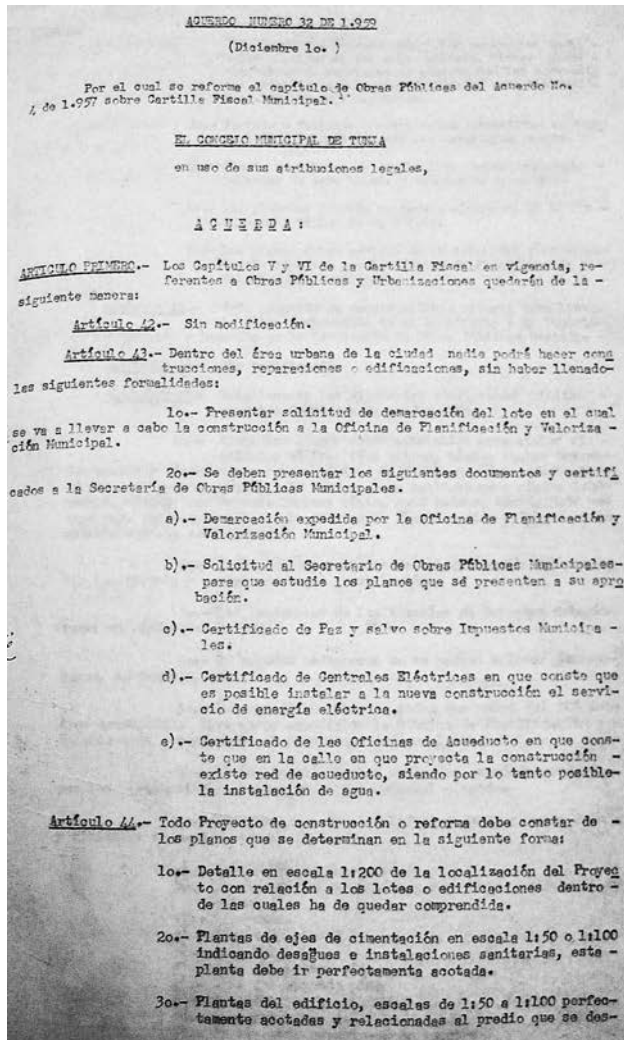 ACUERDO NUMERO 32 DE 1.959
(Diciembre 1o. )
Por el cual se reforma el capítulo de Obras Públicas del Acuerdo No.
4 de 1.957 sobre Cartilla Fiscal Municipal.
EL CONCEJO MUNICIPAL DE TUNJA
en uso de sus atribuciones legales,
A C U E R D A :
ARTICULO PRIMERO.- Los Capítulos V y VI de la Cartilla Fiscal en vigencia, re-
ferentes a Obras Públicas y Urbanizaciones quedarán de la -
siguiente manera:
Artículo 42.- Sin modificación.
Artículo 43.- Dentro del área urbana de la ciudad nadie podrá hacer cons
trucciones, reparaciones o edificaciones, sin haber llenado-
las siguientes formalidades:
1o.- Presentar solicitud de demarcación del lote en el cual
se va a llevar a cabo la construcción a la Oficina de Planificación y Valoriza -
ción Municipal.
2o.- Se deben presentar los siguientes documentos y certifi
cados a la Secretaría de Obras Públicas Municipales.
a).- Demarcación expedida por la Oficina de Planificación y
Valorización Municipal.
b).- Solicitud al Secretario de Obras Públicas Municipales-
para que estudie los planos que sé presenten a su apro
bación.
c).- Certificado de Paz y salvo sobre Impuestos Municipa -
les.
d).- Certificado de Centrales Eléctricas en que conste que
es posible instalar a la nueva construcción el servi-
cio de energía eléctrica.
e).- Certificado de las Oficinas de Acueducto en que cons-
te que en la calle en que proyecta la construcción -
existe red de acueducto, siendo por lo tanto posible-
la instalación de agua.
Artículo 44.- Todo Proyecto de construcción o reforma debe constar de -
los planos que se determinan en la siguiente forma:
1o.- Detalle en escala 1:200 de la localización del Proyec
to con relación a los lotes o edificaciones dentro -
de las cuales ha de quedar comprendida.
2o.- Plantas de ejes de cimentación en escala 1:50 o 1:100
indicando desagues e instalaciones sanitarias, esta -
planta debe ir perfectamente acotada.
3o.- Plantas del edificio, escalas de 1:50 a 1:100 perfec-
tamente acotadas y relacionadas al predio que se des-